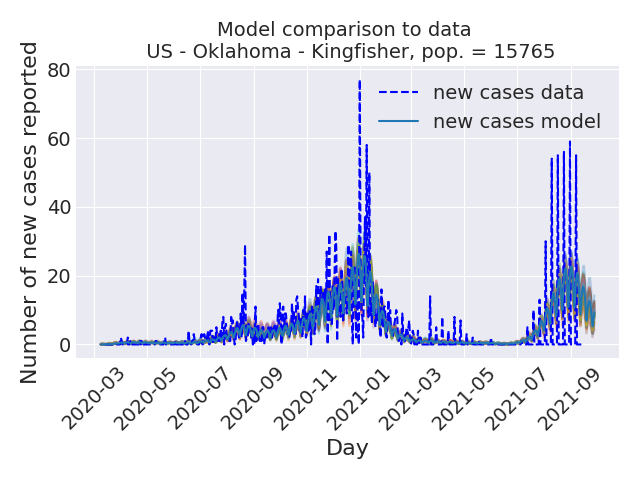 Model comparison to data
US - Oklahoma - Kingfisher, pop. = 15765
Number of new cases reported
80
60
40
20
0
new cases data
new cases model
2020-03
2020-05
2020-07
2020-09
2020-11
2021-01
2021-03
2021-05
2021-07
2021-09
Day